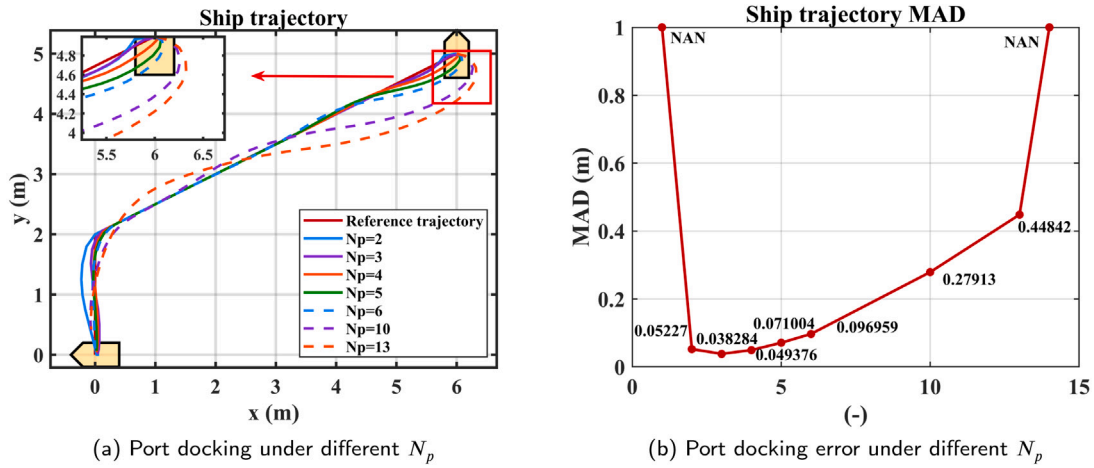 Ship trajectory
5
4
3
2
1
0
y (m)
4.8
4.6
4.4
4.2
4
5.5
6
6.5
Reference trajectory
Np=2
Np=3
Np=4
Np=5
Np=6
Np=10
Np=13
0
1
2
3
4
5
6
x (m)
(a) Port docking under different Np
Ship trajectory MAD
1
0.8
0.6
0.4
0.2
0
MAD (m)
NAN
NAN
0.44842
0.27913
0.05227
0.038284
0.071004
0.096959
0.049376
0
5
10
15
(-)
(b) Port docking error under different Np